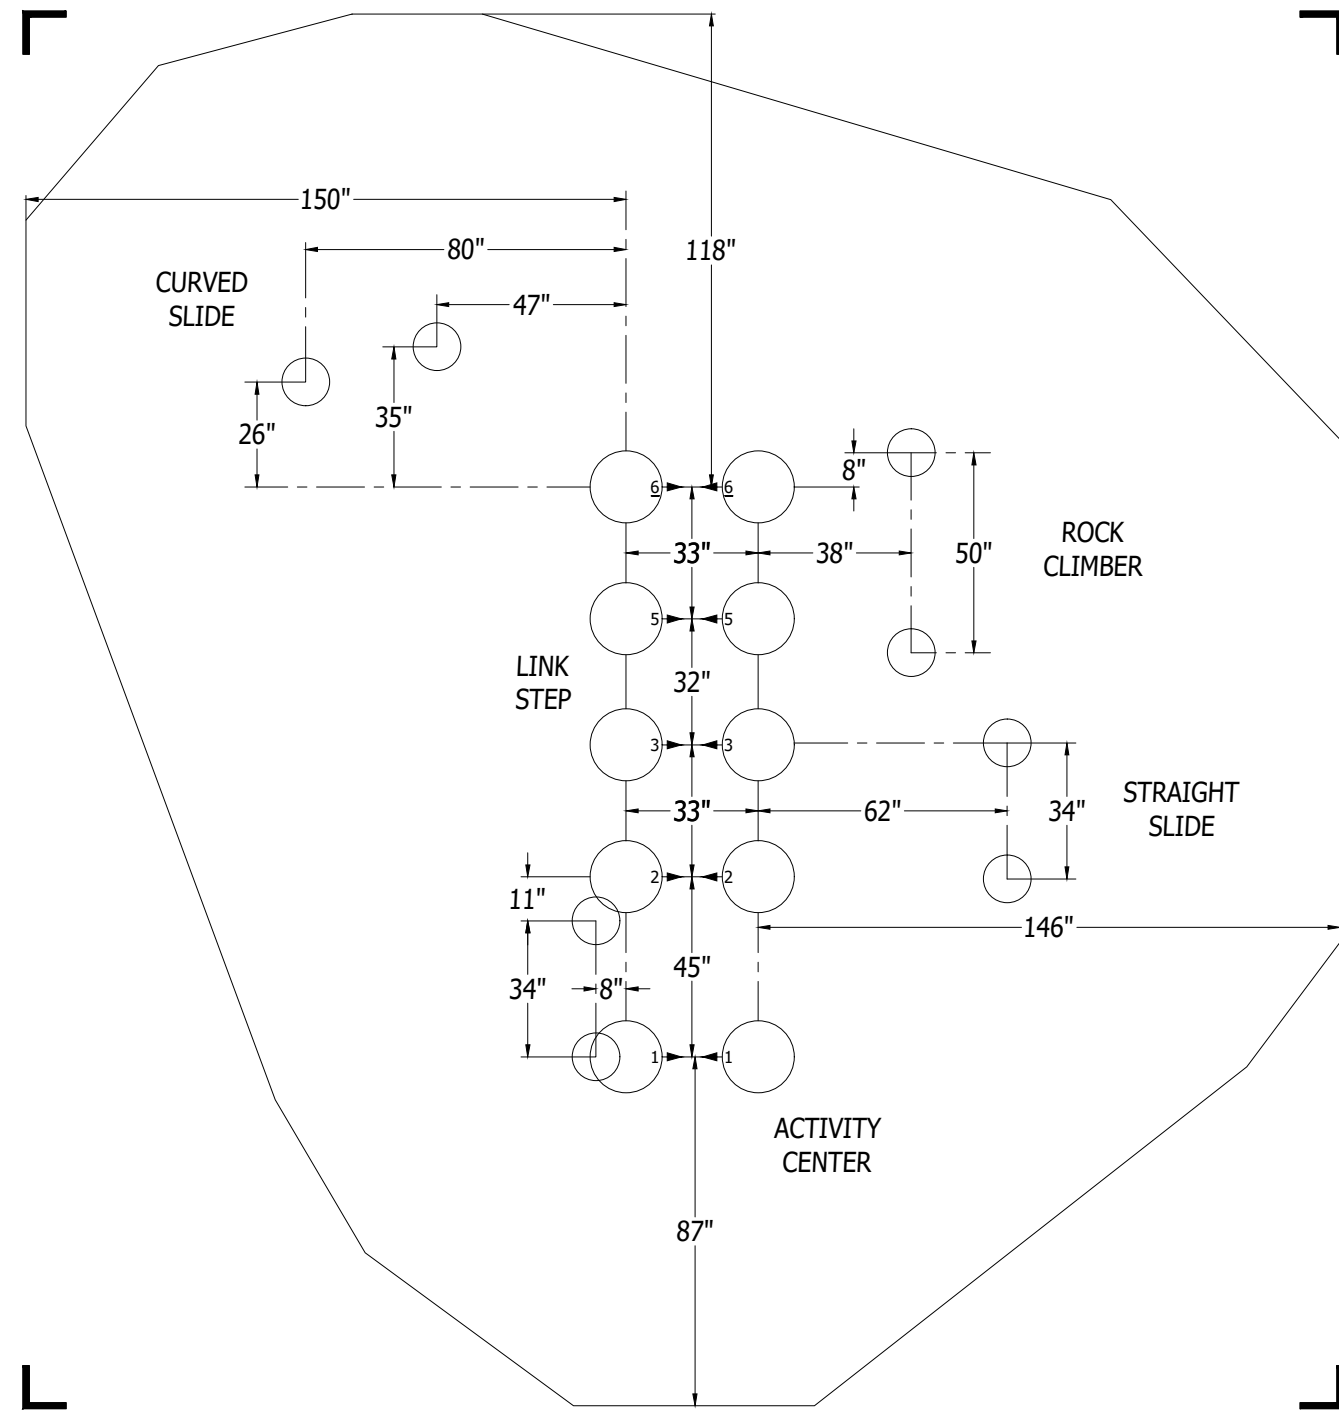 150"
80"
118"
CURVED
SLIDE
47"
35"
26"
8"
6 6
33" 38" 50"
ROCK
CLIMBER
5 5
LINK
STEP
32"
3 3
33" 62" 34"
STRAIGHT
SLIDE
2 2
11"
146"
45"
34" 8"
1 1
ACTIVITY
CENTER
87"